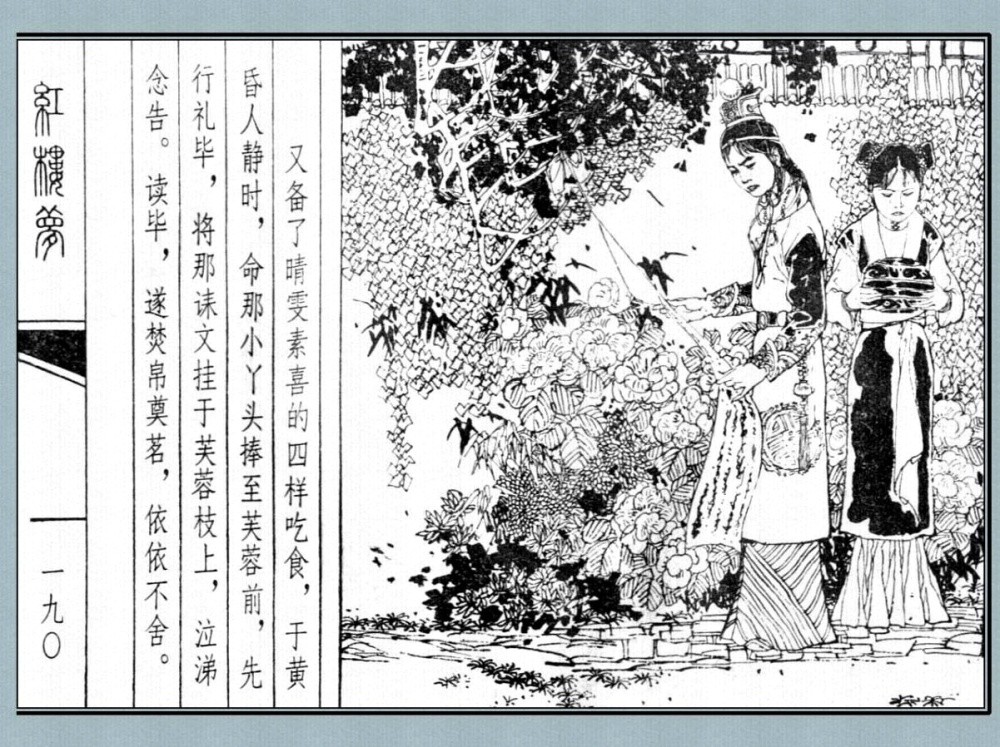 又备了晴雯素喜的四样吃食，于黄
昏人静时，命那小丫头捧至芙蓉前，先
行礼毕，将那诔文挂于芙蓉枝上，泣涕
念告。读毕，遂焚帛奠茗，依依不舍。
紅樓夢
一九〇